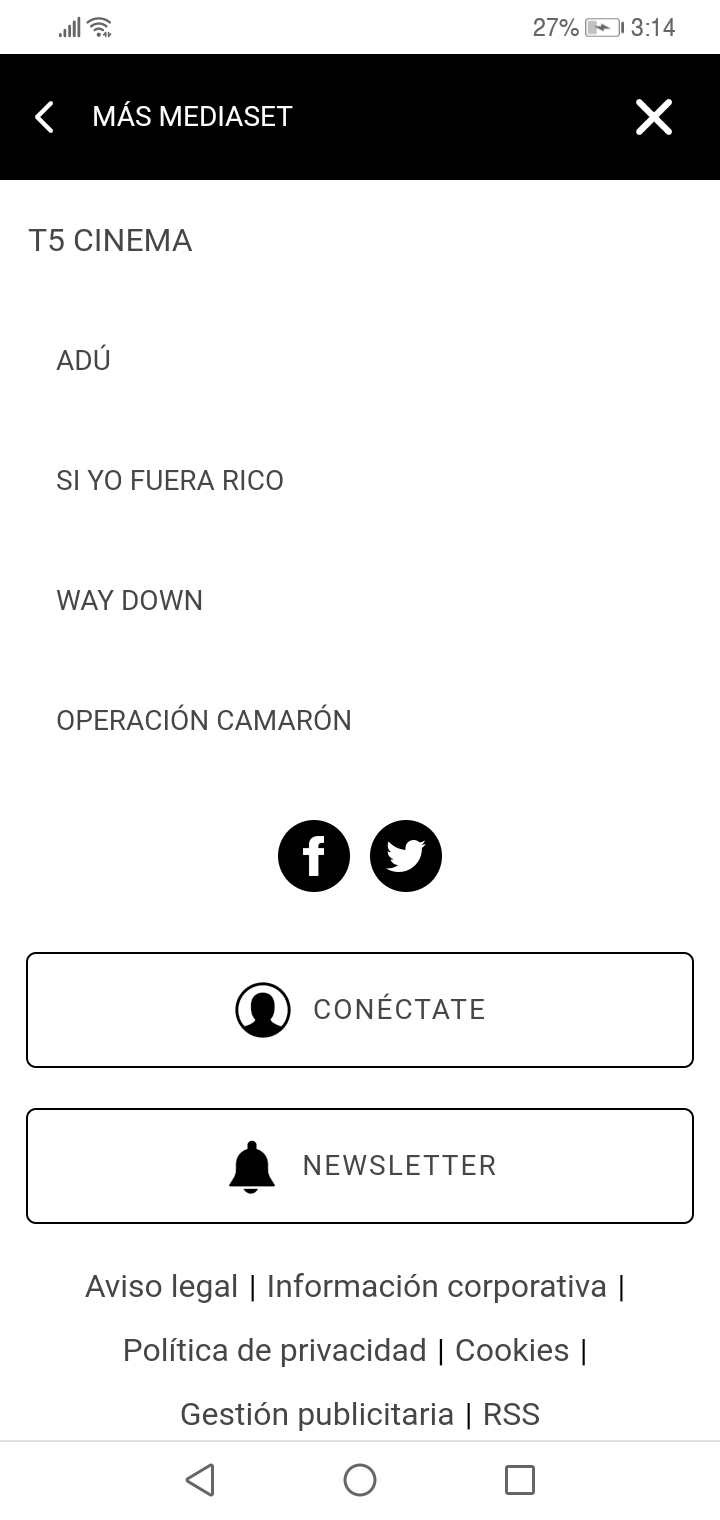 27% 3:14
MÁS MEDIASET
T5 CINEMA
ADÚ
SI YO FUERA RICO
WAY DOWN
OPERACIÓN CAMARÓN
CONÉCTATE
NEWSLETTER
Aviso legal | Información corporativa |
Política de privacidad | Cookies |
Gestión publicitaria | RSS